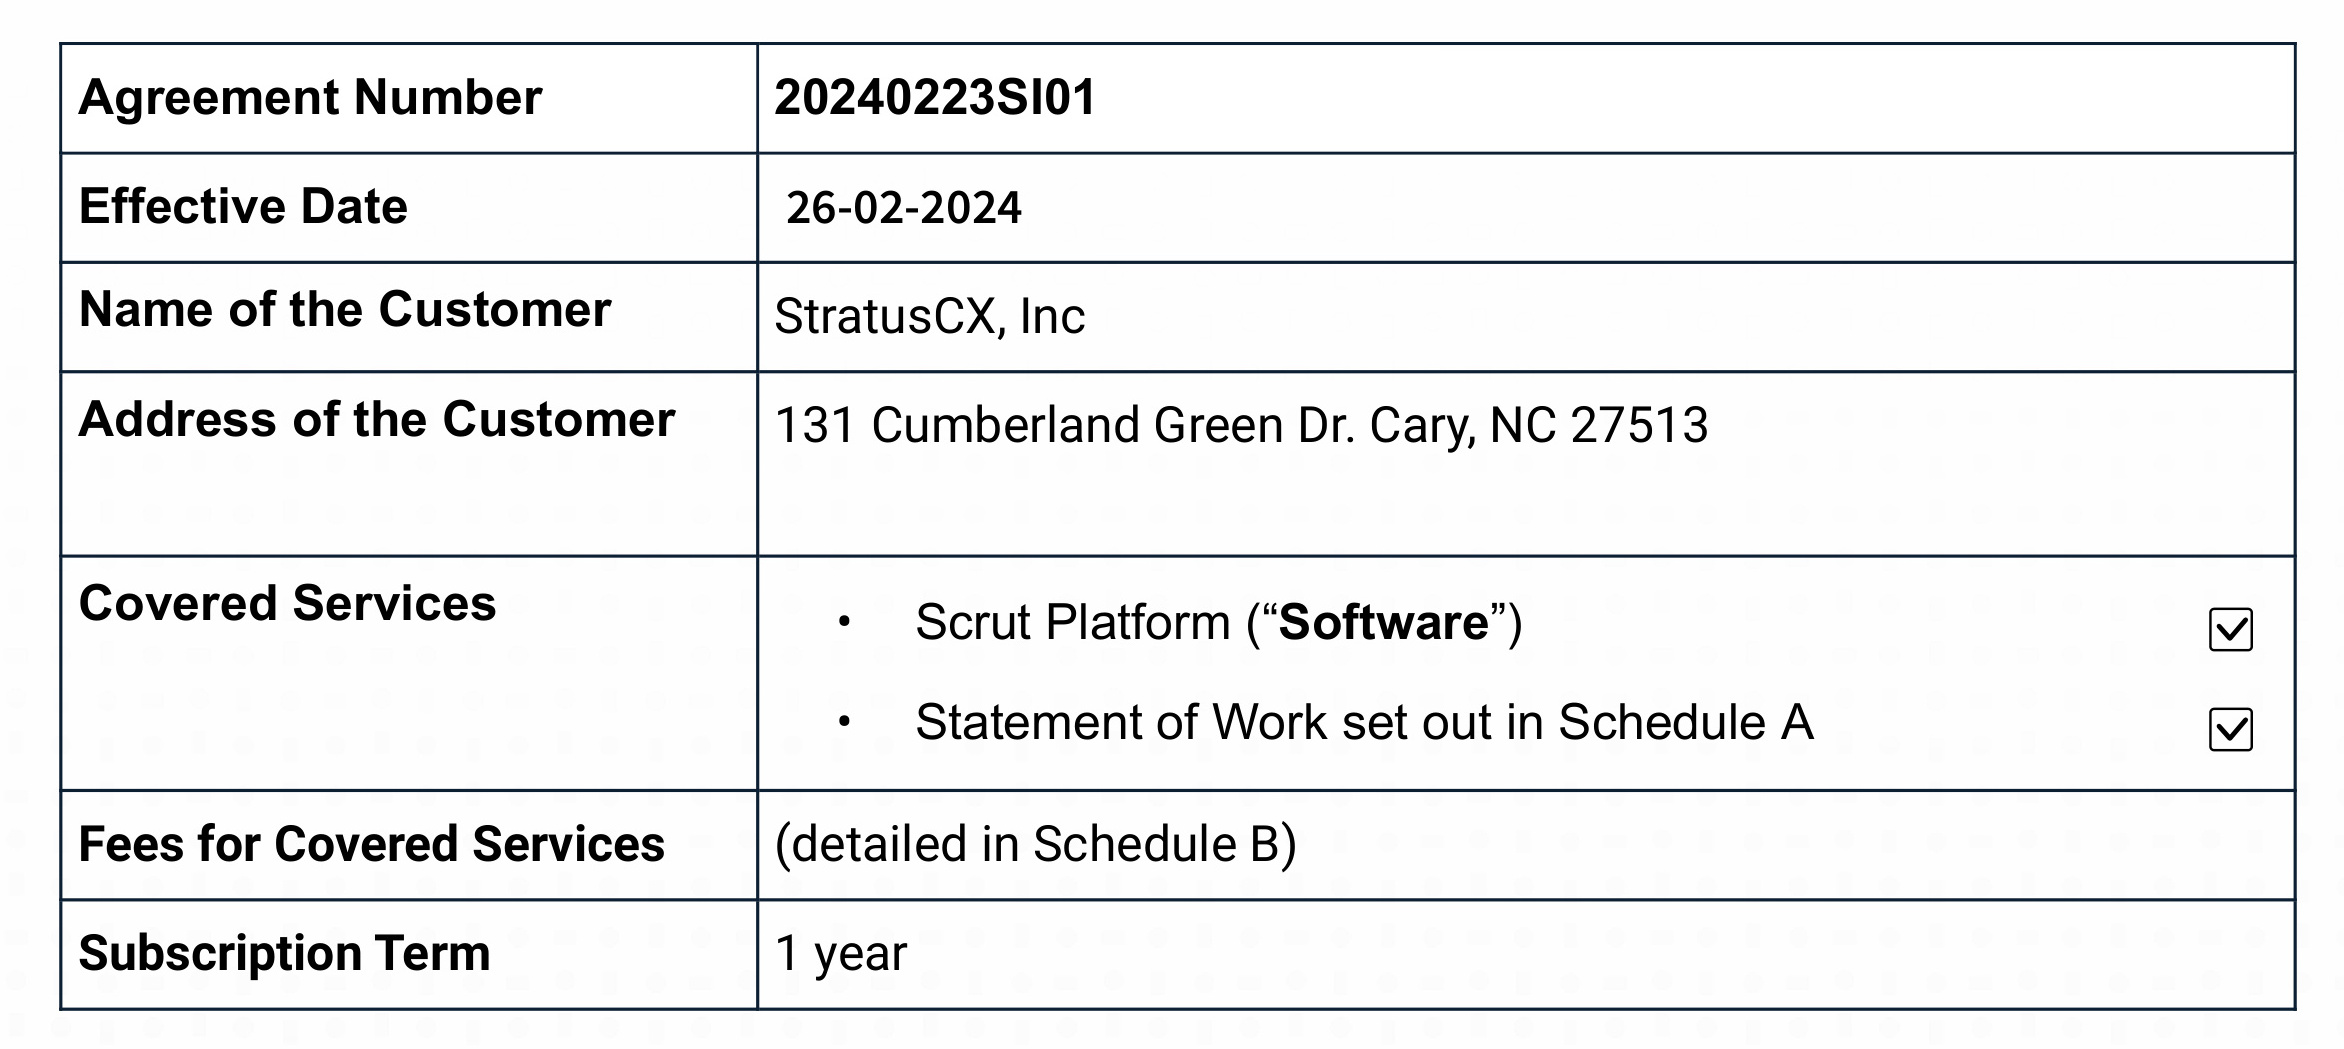 Agreement Number 20240223SI01
Effective Date 26-02-2024
Name of the Customer StratusCX, Inc
Address of the Customer 131 Cumberland Green Dr. Cary, NC 27513
Covered Services • Scrut Platform (“Software”) ☑
• Statement of Work set out in Schedule A ☑
Fees for Covered Services (detailed in Schedule B)
Subscription Term 1 year